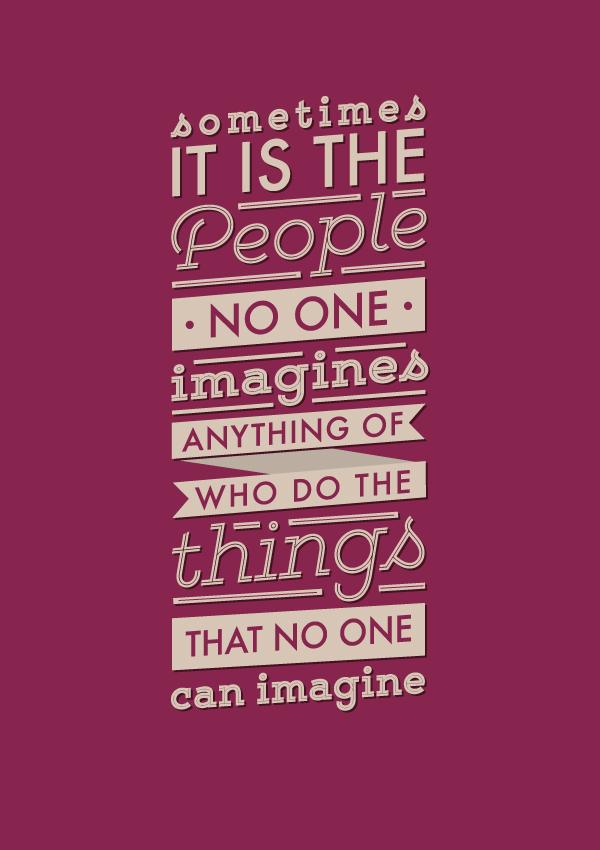 sometimes
IT IS THE
People
· NO ONE ·
imagines
ANYTHING OF
WHO DO THE
things
THAT NO ONE
can imagine